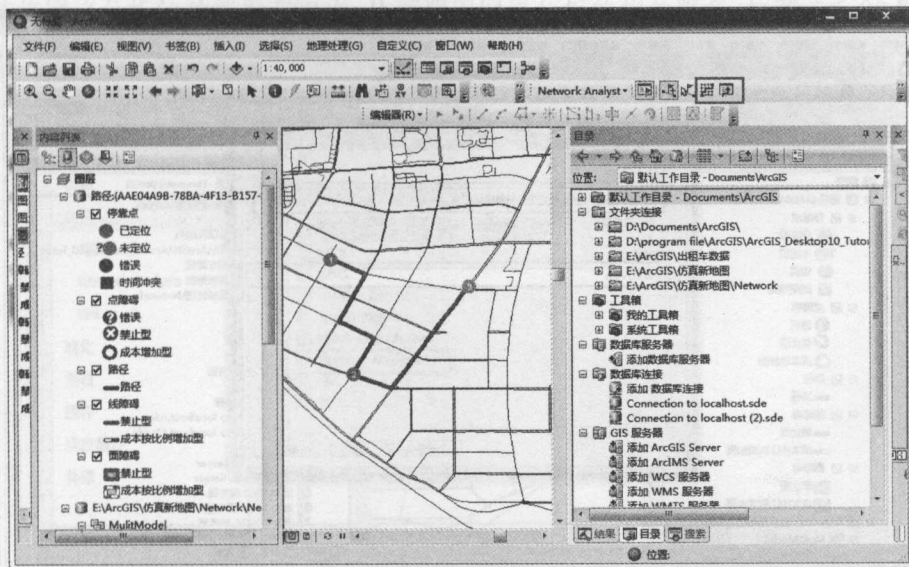 文件(F) 编辑(E) 视图(V) 书签(B) 插入(I) 选择(S) 地理处理(G) 自定义(C) 窗口(W) 帮助(H)
1:40,000
Network Analyst
编辑器(R)
内容列表
图层
路径:(AAE04A9B-78BA-4F13-B157-
停靠点
已定位
未定位
错误
时间冲突
点障碍
错误
禁止型
成本增加型
路径
路径
线障碍
禁止型
成本按比例增加型
面障碍
禁止型
成本按比例增加型
E:\ArcGIS\仿真新地图\Network\Ne
MulitModel
目录
位置: 默认工作目录 - Documents\ArcGIS
默认工作目录 - Documents\ArcGIS
文件夹连接
D:\Documents\ArcGIS\
D:\program file\ArcGIS\ArcGIS_Desktop10_Tutor
E:\ArcGIS\出租车数据
E:\ArcGIS\仿真新地图
E:\ArcGIS\仿真新地图\Network
工具箱
我的工具箱
系统工具箱
数据库服务器
添加数据库服务器
数据库连接
添加 数据库连接
Connection to localhost.sde
Connection to localhost (2).sde
GIS 服务器
添加 ArcGIS Server
添加 ArcIMS Server
添加 WCS 服务器
添加 WMS 服务器
添加 WMTS 服务器
结果 目录 搜索
位置: